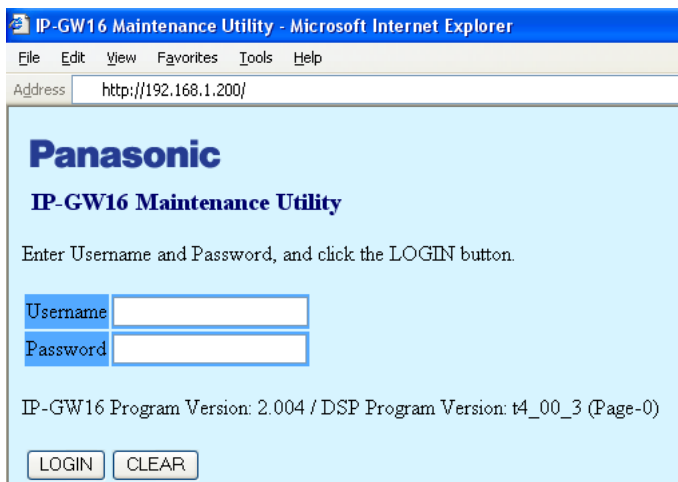 IP-GW16 Maintenance Utility - Microsoft Internet Explorer
File Edit View Favorites Tools Help
Address http://192.168.1.200/
Panasonic
IP-GW16 Maintenance Utility
Enter Username and Password, and click the LOGIN button.
Username
Password
IP-GW16 Program Version: 2.004 / DSP Program Version: t4_00_3 (Page-0)
LOGIN CLEAR